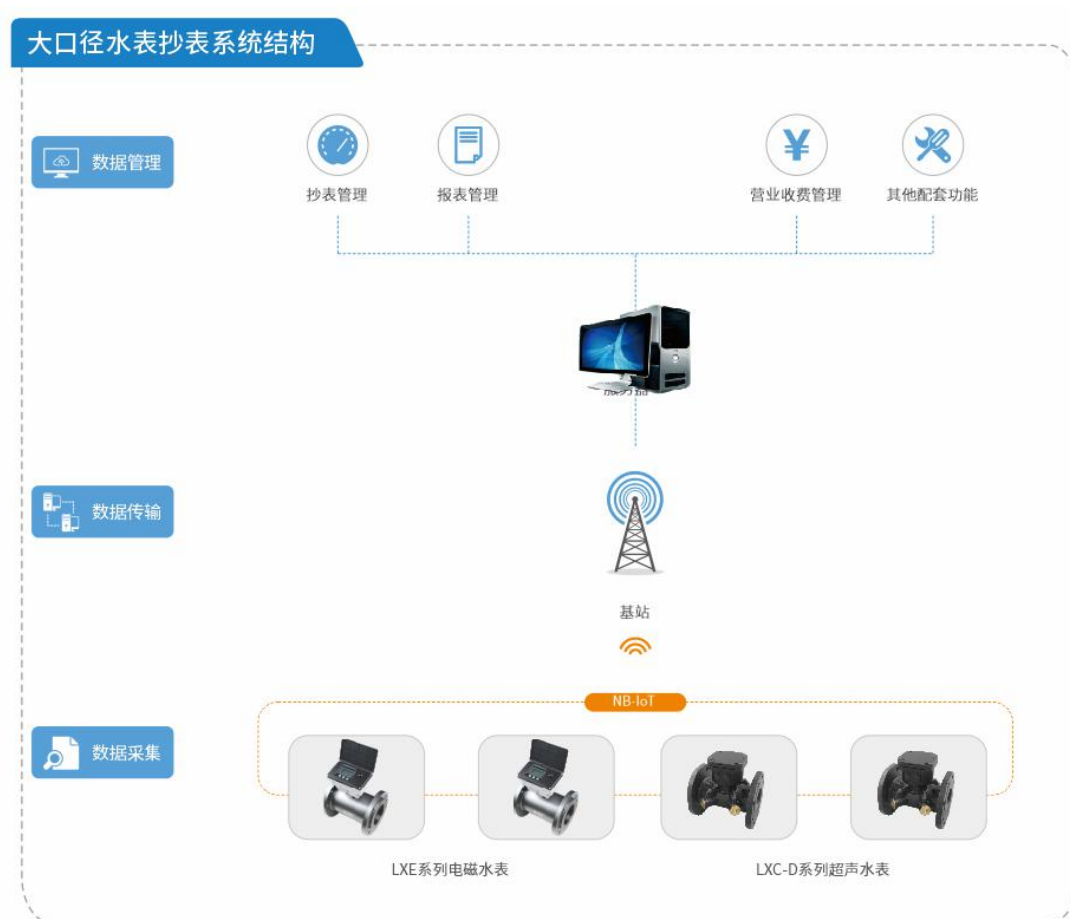 大口径水表抄表系统结构
数据管理
抄表管理
报表管理
¥
营业收费管理
其他配套功能
服务器
数据传输
基站
NB-IoT
数据采集
LXE系列电磁水表
LXC-D系列超声水表